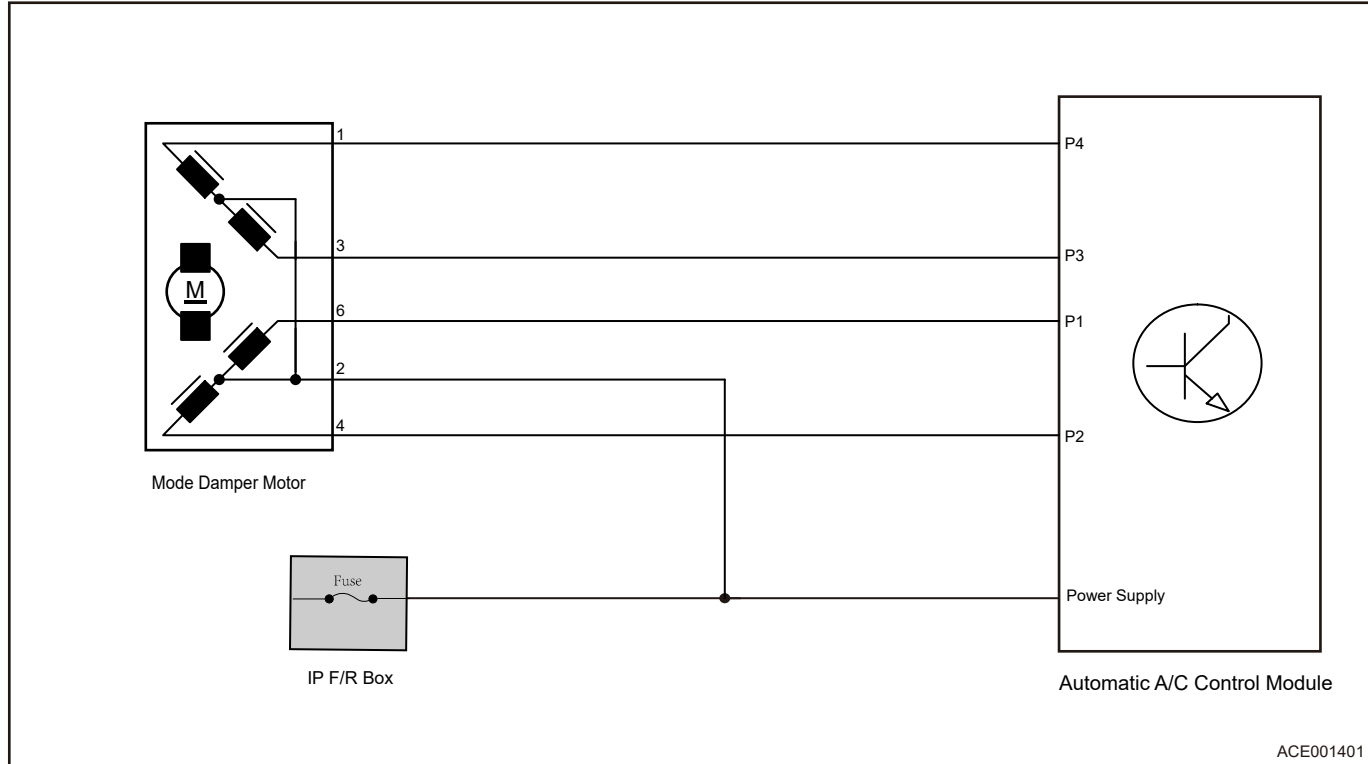 1
P4
3
P3
M
6
P1
2
4
P2
Mode Damper Motor
Fuse
Power Supply
IP F/R Box
Automatic A/C Control Module
ACE001401